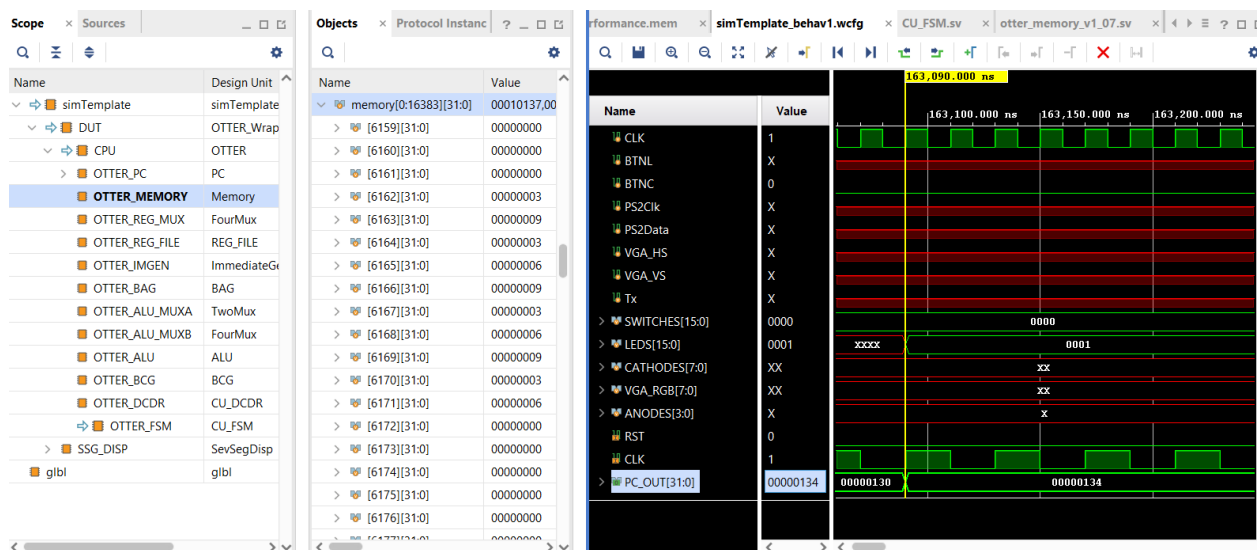 Scope × Sources
Name Design Unit
simTemplate simTemplate
DUT OTTER_Wrap
CPU OTTER
OTTER_PC PC
OTTER_MEMORY Memory
OTTER_REG_MUX FourMux
OTTER_REG_FILE REG_FILE
OTTER_IMGEN ImmediateGe
OTTER_BAG BAG
OTTER_ALU_MUXA TwoMux
OTTER_ALU_MUXB FourMux
OTTER_ALU ALU
OTTER_BCG BCG
OTTER_DCDR CU_DCDR
OTTER_FSM CU_FSM
SSG_DISP SevSegDisp
glbl glbl
Objects × Protocol Instanc ?
Name Value
memory[0:16383][31:0] 00010137,00
[6159][31:0] 00000000
[6160][31:0] 00000000
[6161][31:0] 00000000
[6162][31:0] 00000003
[6163][31:0] 00000009
[6164][31:0] 00000003
[6165][31:0] 00000006
[6166][31:0] 00000009
[6167][31:0] 00000003
[6168][31:0] 00000006
[6169][31:0] 00000009
[6170][31:0] 00000003
[6171][31:0] 00000006
[6172][31:0] 00000000
[6173][31:0] 00000000
[6174][31:0] 00000000
[6175][31:0] 00000000
[6176][31:0] 00000000
rformance.mem × simTemplate_behav1.wcfg × CU_FSM.sv × otter_memory_v1_07.sv × ?
163,090.000 ns
163,100.000 ns 163,150.000 ns 163,200.000 ns
Name Value
CLK 1
BTNL X
BTNC 0
PS2Clk X
PS2Data X
VGA_HS X
VGA_VS X
Tx X
SWITCHES[15:0] 0000 0000
LEDS[15:0] 0001 XXXX 0001
CATHODES[7:0] XX XX
VGA_RGB[7:0] XX XX
ANODES[3:0] X X
RST 0
CLK 1
PC_OUT[31:0] 00000134 00000130 00000134